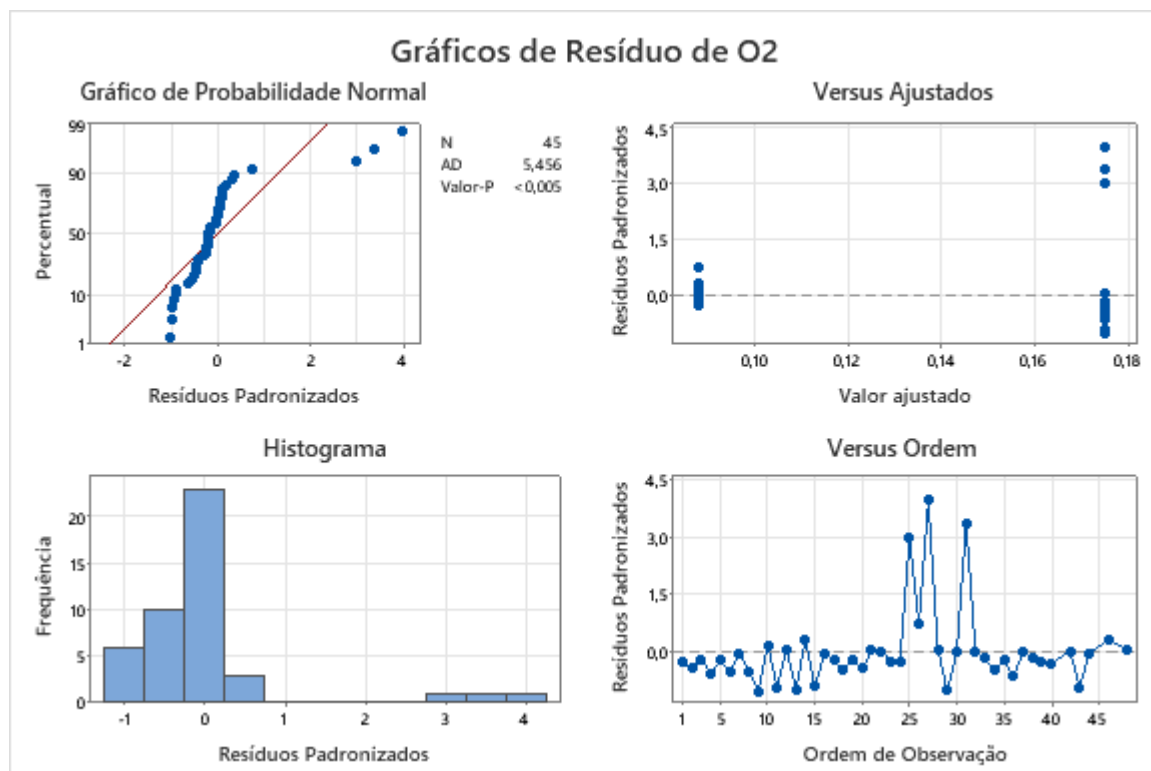 Gráficos de Resíduo de O2
Gráfico de Probabilidade Normal
Percentual
99
90
50
10
1
-2 0 2 4
Resíduos Padronizados
N 45
AD 5,456
Valor-P <0,005
Versus Ajustados
Resíduos Padronizados
4,5
3,0
1,5
0,0
0,10 0,12 0,14 0,16 0,18
Valor ajustado
Histograma
Frequência
20
15
10
5
0
-1 0 1 2 3 4
Resíduos Padronizados
Versus Ordem
Resíduos Padronizados
4,5
3,0
1,5
0,0
1 5 10 15 20 25 30 35 40 45
Ordem de Observação